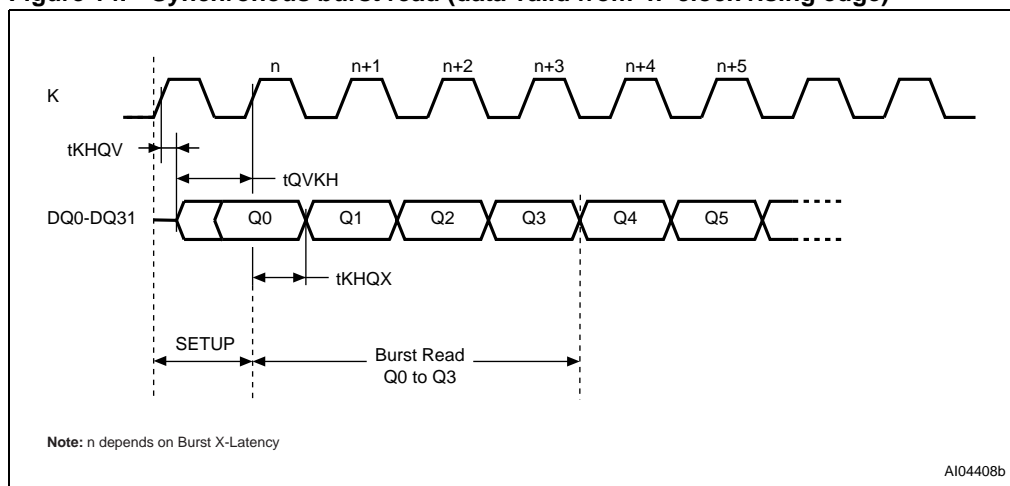 Figure 14. Synchronous burst read (data valid from 'n' clock rising edge)
n n+1 n+2 n+3 n+4 n+5
K
tKHQV
tQVKH
DQ0-DQ31 Q0 Q1 Q2 Q3 Q4 Q5
tKHQX
SETUP
Burst Read
Q0 to Q3
Note: n depends on Burst X-Latency
AI04408b